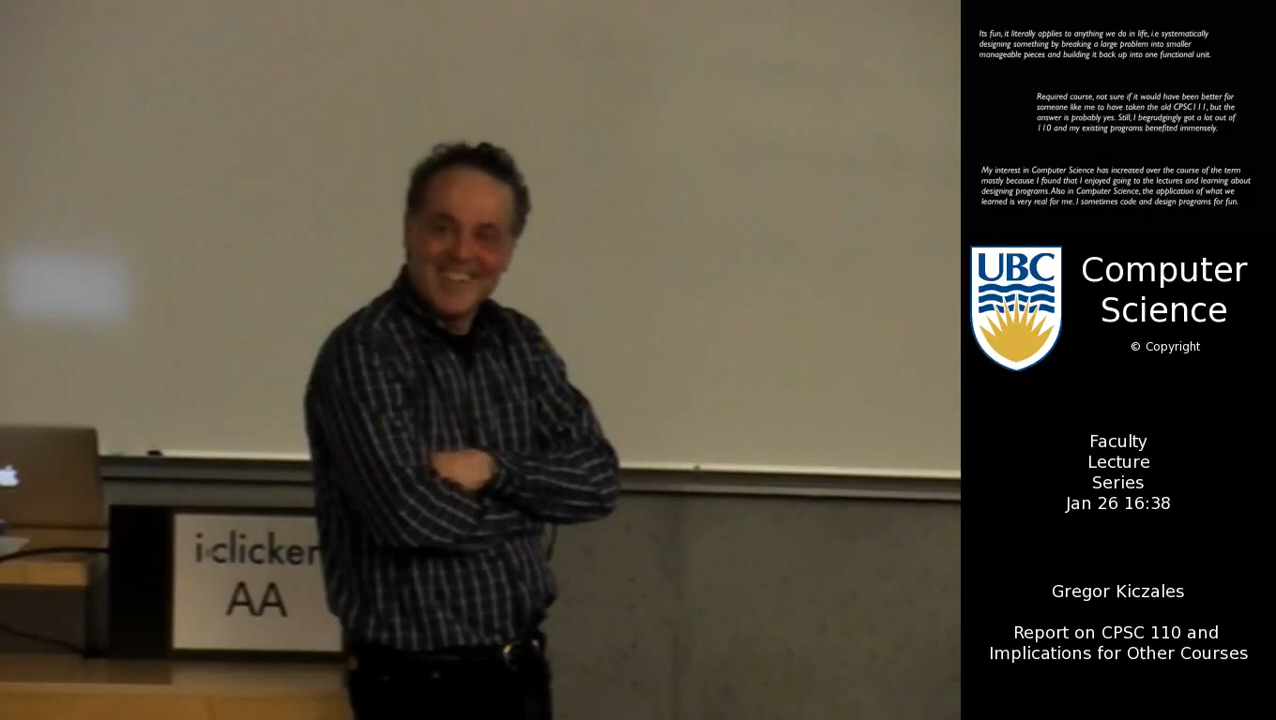 Its fun, it literally applies to anything we do in life, i.e systematically
designing something by breaking a large problem into smaller
manageable pieces and building it back up into one functional unit.
Required course, not sure if it would have been better for
someone like me to have taken the old CPSC111, but the
answer is probably yes. Still, I begrudgingly got a lot out of
110 and my existing programs benefited immensely.
My interest in Computer Science has increased over the course of the term
mostly because I found that I enjoyed going to the lectures and learning about
designing programs. Also in Computer Science, the application of what we
learned is very real for me. I sometimes code and design programs for fun.
UBC
Computer
Science
© Copyright
Faculty
Lecture
Series
Jan 26 16:38
Gregor Kiczales
Report on CPSC 110 and
Implications for Other Courses
i-clicker
AA